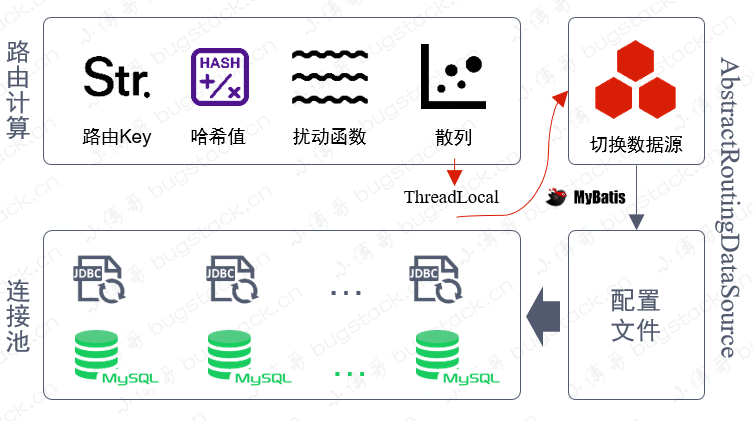 路由计算
Str.
路由Key
HASH
+/×
哈希值
扰动函数
散列
切换数据源
AbstractRoutingDataSource
ThreadLocal
MyBatis
连接池
JDBC
JDBC
...
JDBC
MySQL
MySQL
...
MySQL
配置
文件
小傅哥 bugstack.cn